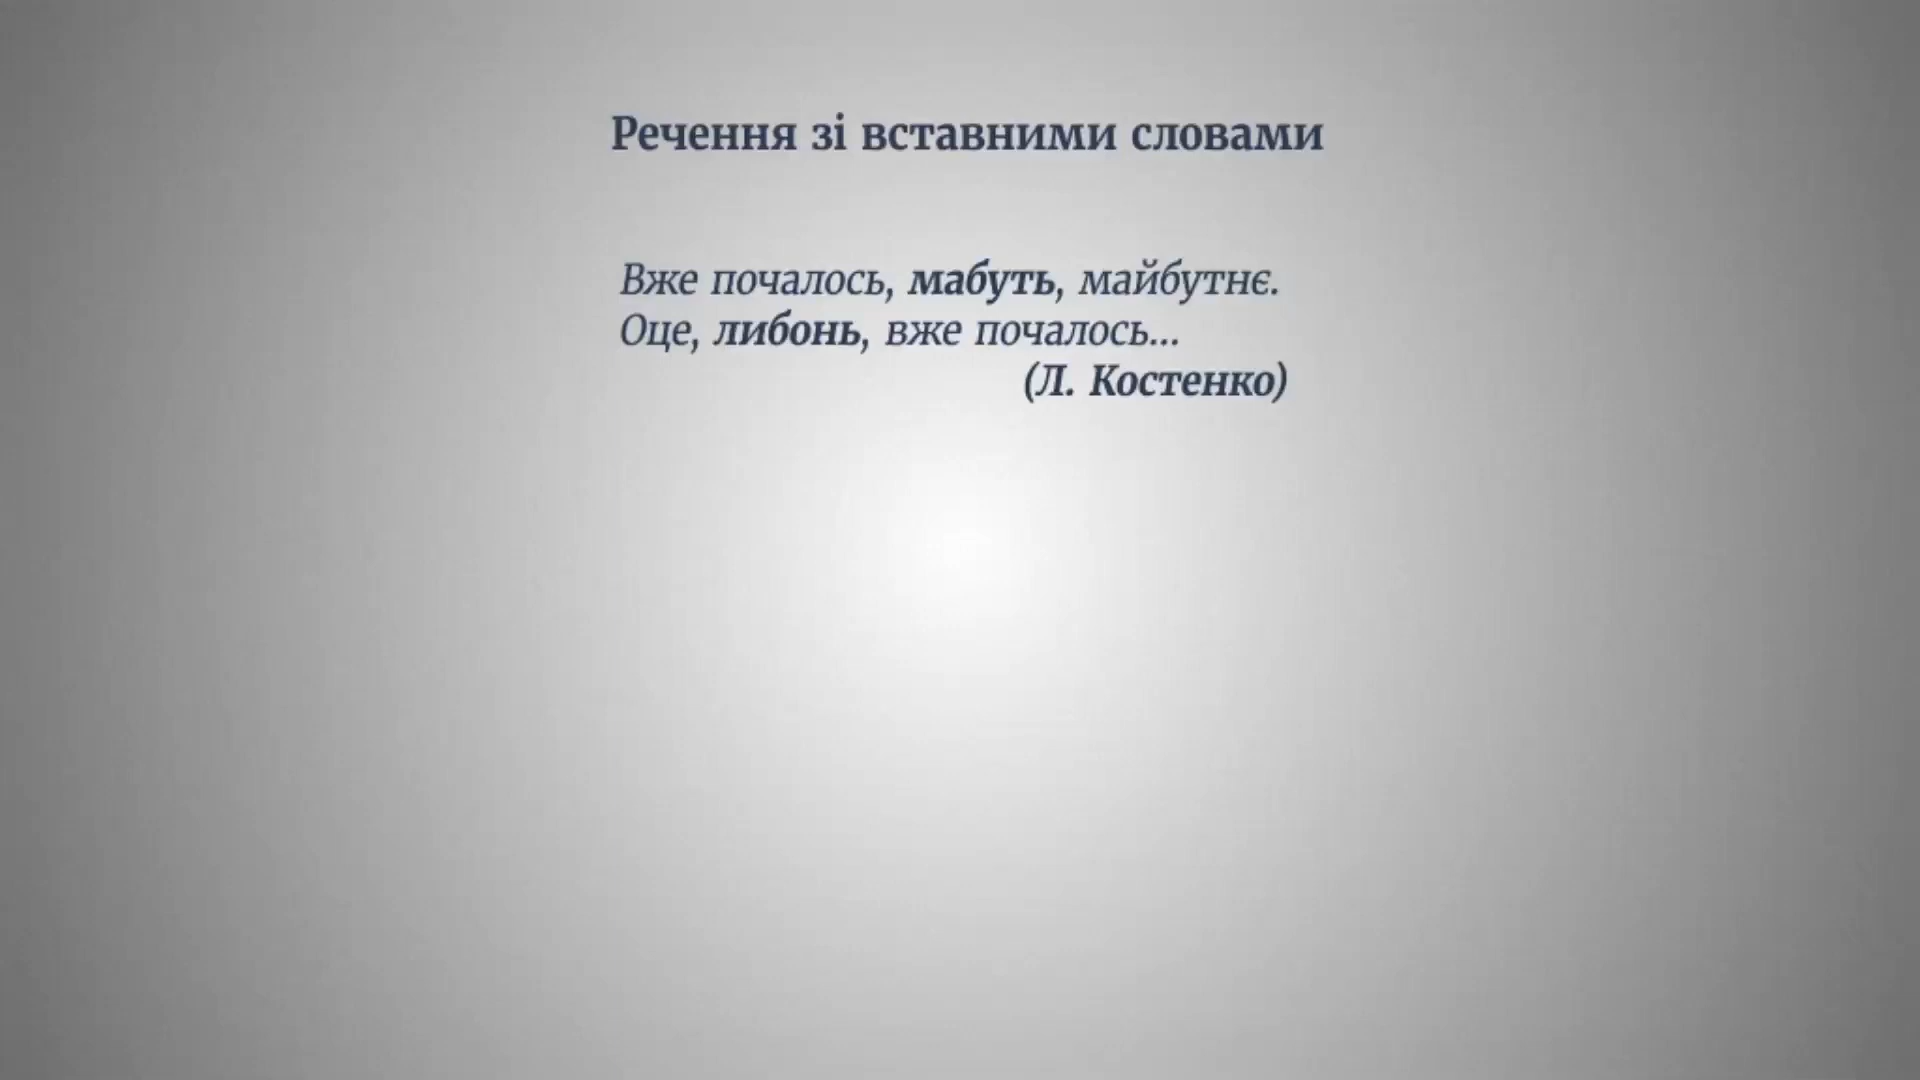 Речення зі вставними словами
Вже почалось, мабуть, майбутнє.
Оце, либонь, вже почалось...
(Л. Костенко)